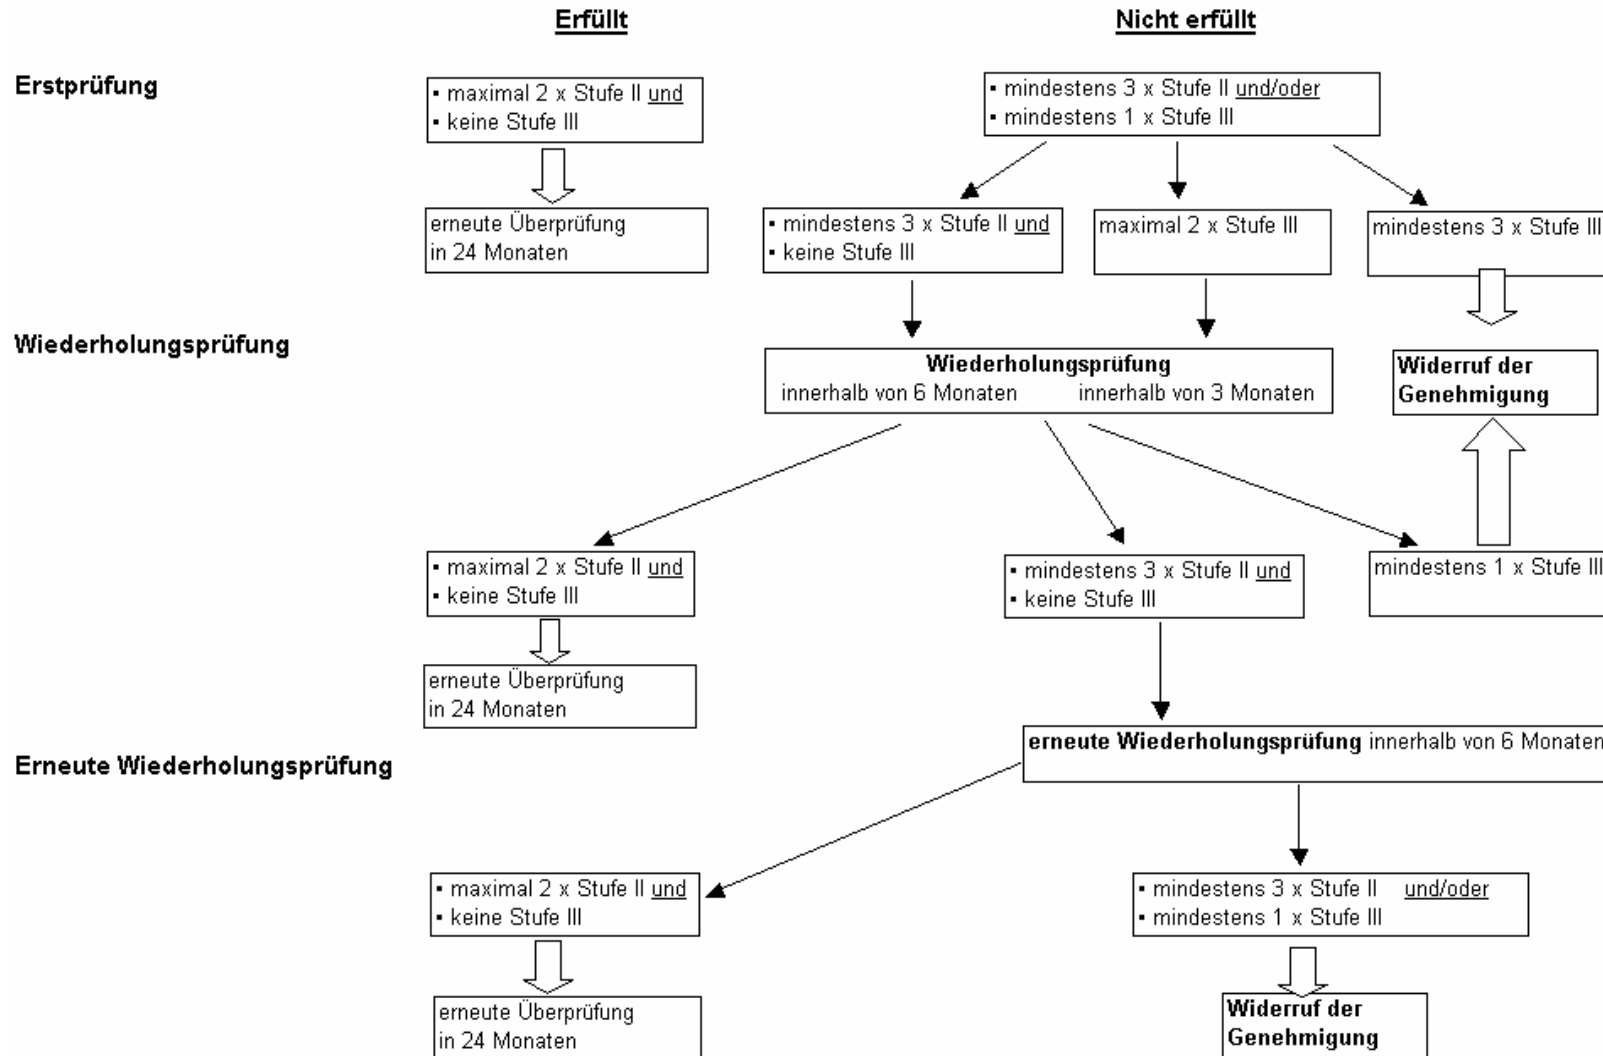 Erfüllt
Nicht erfüllt
Erstprüfung
▪ maximal 2 x Stufe II und
▪ keine Stufe III
▪ mindestens 3 x Stufe II und/oder
▪ mindestens 1 x Stufe III
erneute Überprüfung
in 24 Monaten
▪ mindestens 3 x Stufe II und
▪ keine Stufe III
maximal 2 x Stufe III
mindestens 3 x Stufe III
Wiederholungsprüfung
Wiederholungsprüfung
innerhalb von 6 Monaten innerhalb von 3 Monaten
Widerruf der
Genehmigung
▪ maximal 2 x Stufe II und
▪ keine Stufe III
▪ mindestens 3 x Stufe II und
▪ keine Stufe III
mindestens 1 x Stufe III
erneute Überprüfung
in 24 Monaten
Erneute Wiederholungsprüfung
erneute Wiederholungsprüfung innerhalb von 6 Monaten
▪ maximal 2 x Stufe II und
▪ keine Stufe III
▪ mindestens 3 x Stufe II und/oder
▪ mindestens 1 x Stufe III
erneute Überprüfung
in 24 Monaten
Widerruf der
Genehmigung